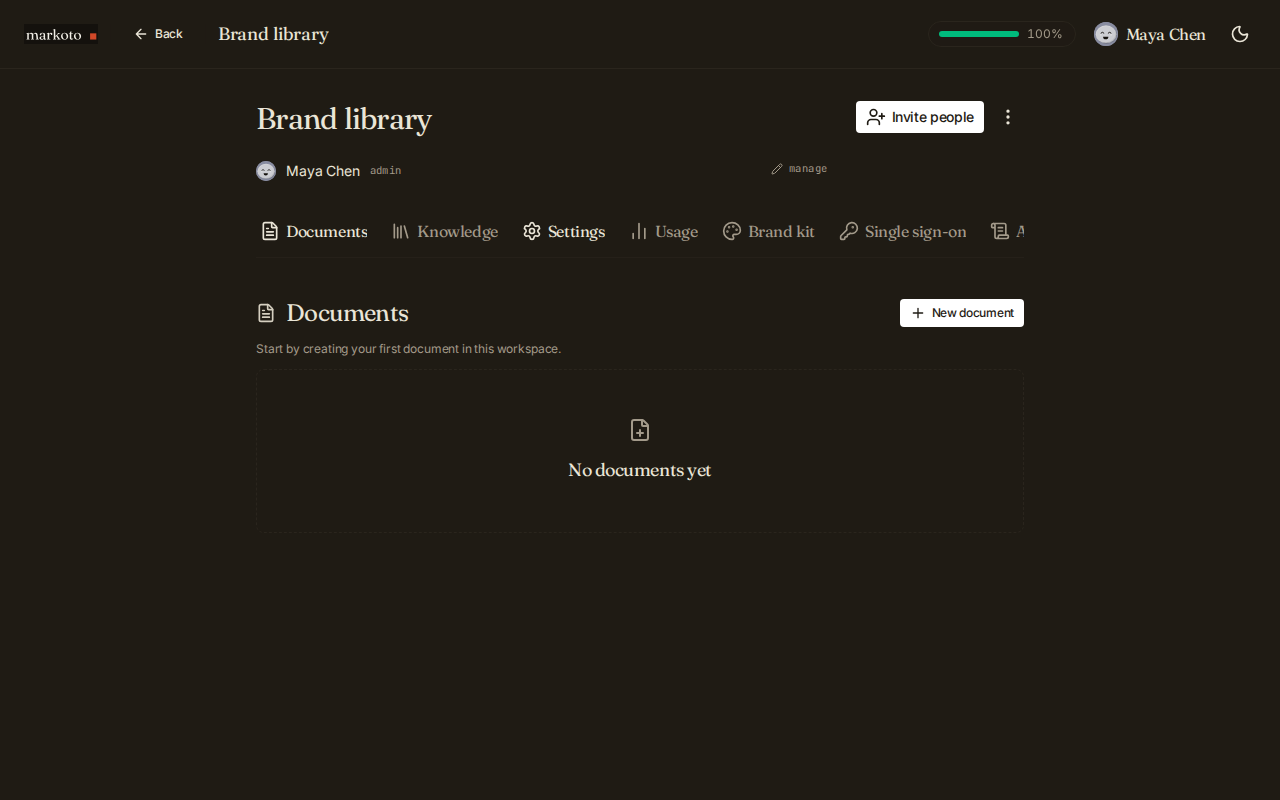 markoto
Back
Brand library
100%
Maya Chen
Brand library
Invite people
Maya Chen admin
manage
Documents
Knowledge
Settings
Usage
Brand kit
Single sign-on
Documents
New document
Start by creating your first document in this workspace.
No documents yet